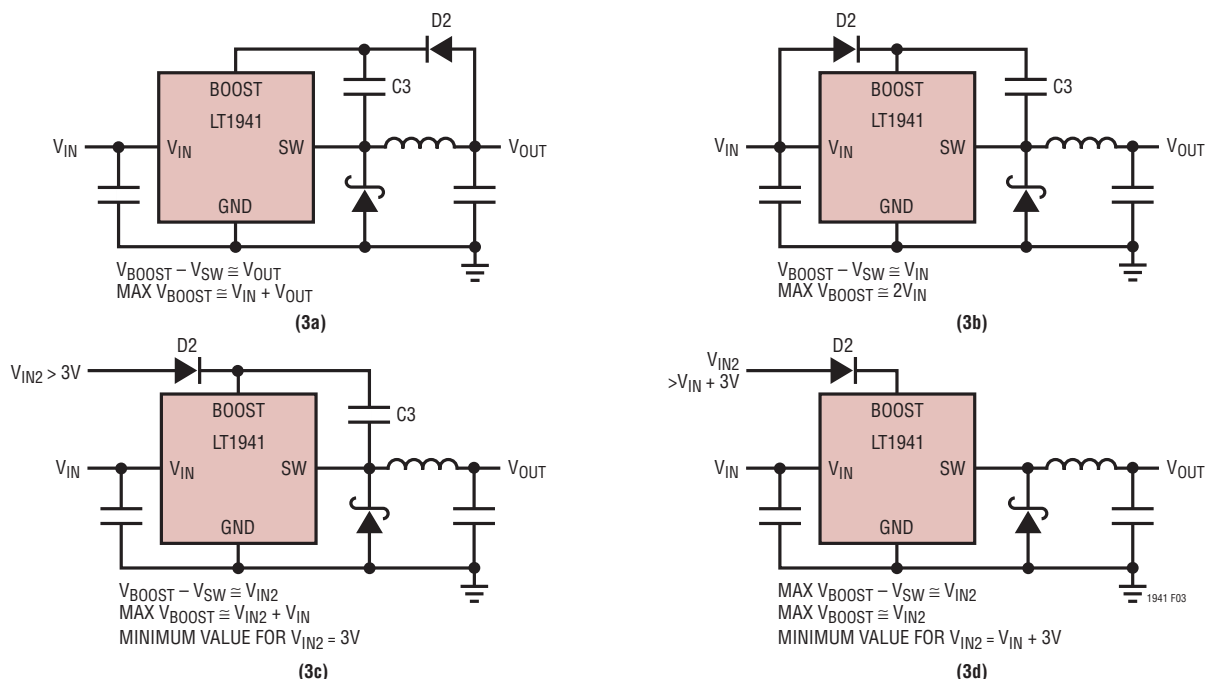 D2
BOOST
C3
LT1941
V_IN
V_IN
SW
V_OUT
GND
V_BOOST – V_SW ≅ V_OUT
MAX V_BOOST ≅ V_IN + V_OUT
(3a)
D2
BOOST
C3
LT1941
V_IN
V_IN
SW
V_OUT
GND
V_BOOST – V_SW ≅ V_IN
MAX V_BOOST ≅ 2V_IN
(3b)
D2
V_IN2 > 3V
BOOST
C3
LT1941
V_IN
V_IN
SW
V_OUT
GND
V_BOOST – V_SW ≅ V_IN2
MAX V_BOOST ≅ V_IN2 + V_IN
MINIMUM VALUE FOR V_IN2 = 3V
(3c)
D2
V_IN2
>V_IN + 3V
BOOST
LT1941
V_IN
V_IN
SW
V_OUT
GND
1941 F03
MAX V_BOOST – V_SW ≅ V_IN2
MAX V_BOOST ≅ V_IN2
MINIMUM VALUE FOR V_IN2 = V_IN + 3V
(3d)